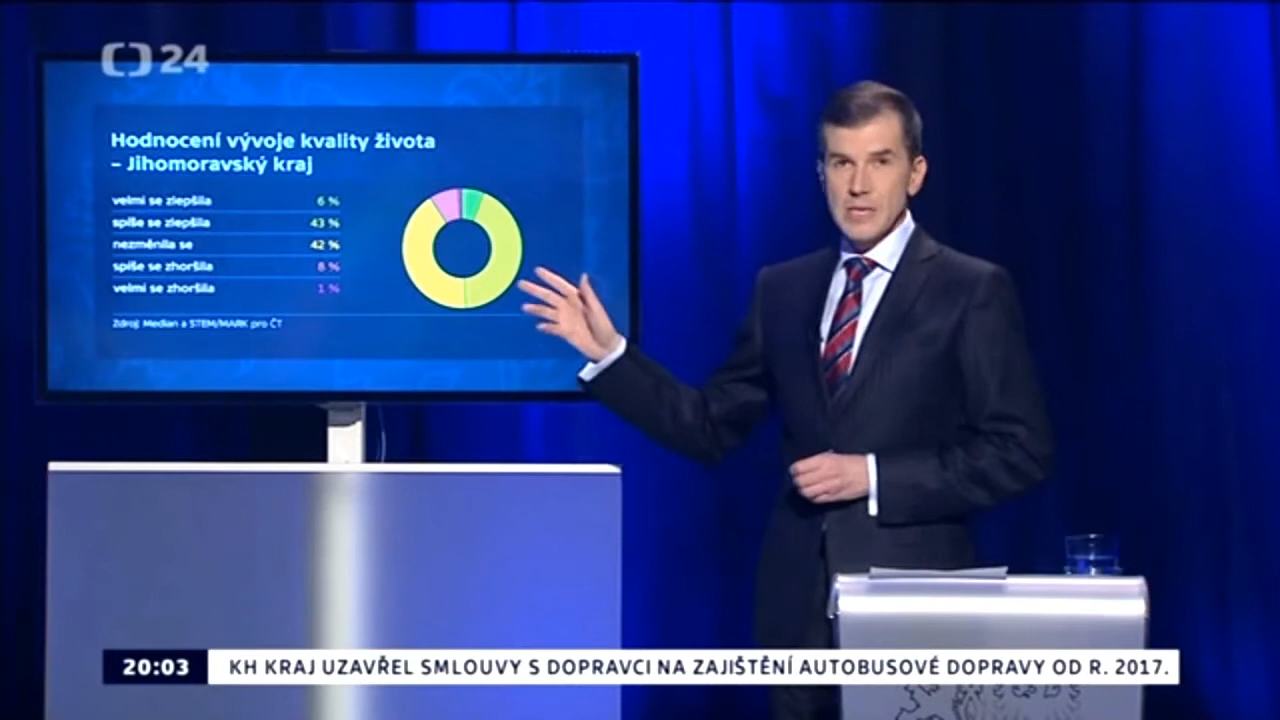 ČT 24
Hodnocení vývoje kvality života
– Jihomoravský kraj
velmi se zlepšila 6 %
spíše se zlepšila 43 %
nezměnila se 42 %
spíše se zhoršila 8 %
velmi se zhoršila 1 %
Zdroj: Median a STEM/MARK pro ČT
20:03 KH KRAJ UZAVŘEL SMLOUVY S DOPRAVCI NA ZAJIŠTĚNÍ AUTOBUSOVÉ DOPRAVY OD R. 2017.